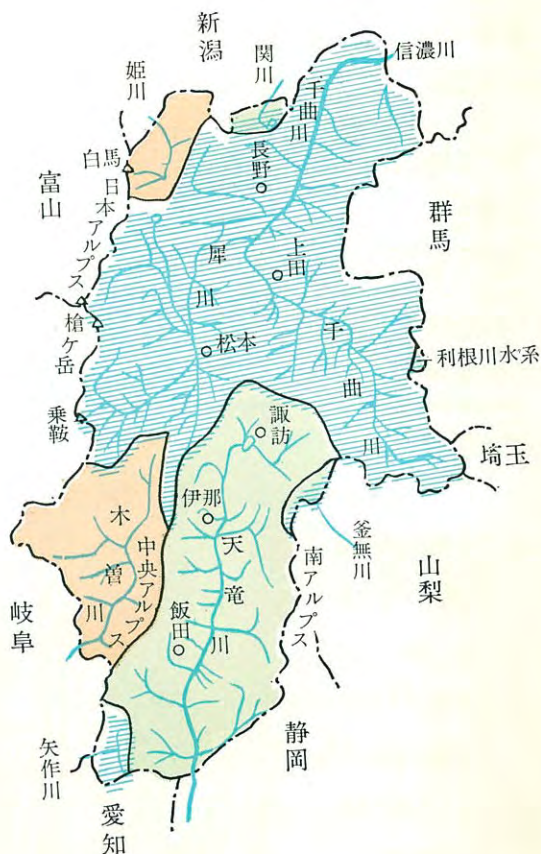 新潟
関川
姫川
信濃川
千曲川
白馬
長野
富山
日本アルプス
群馬
上田
犀川
槍ケ岳
松本
千曲川
利根川水系
乗鞍
諏訪
埼玉
伊那
釜無川
木曽川
中央アルプス
天竜川
南アルプス
山梨
岐阜
飯田
静岡
矢作川
愛知